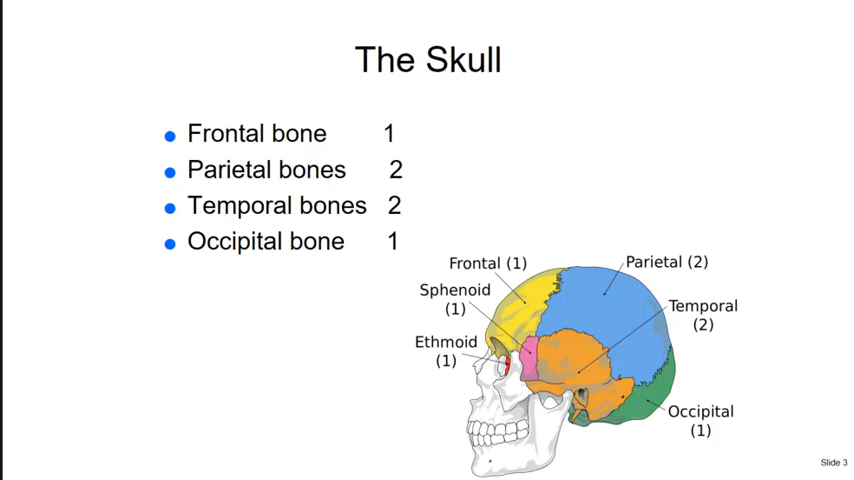 The Skull
Frontal bone 1
Parietal bones 2
Temporal bones 2
Occipital bone 1
Frontal (1)
Parietal (2)
Sphenoid
(1)
Temporal
(2)
Ethmoid
(1)
Occipital
(1)
Slide 3